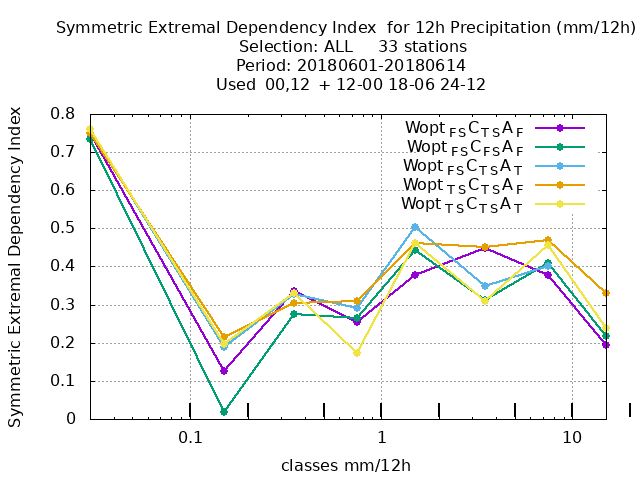 Symmetric Extremal Dependency Index  for 12h Precipitation (mm/12h)
Selection: ALL     33 stations
Period: 20180601-20180614
Used  00,12  + 12-00 18-06 24-12
Symmetric Extremal Dependency Index
0.8
0.7
0.6
0.5
0.4
0.3
0.2
0.1
0
Wopt FS C TS A F
Wopt FS C FS A F
Wopt FS C TS A T
Wopt TS C TS A F
Wopt TS C TS A T
0.1 1 10
classes mm/12h